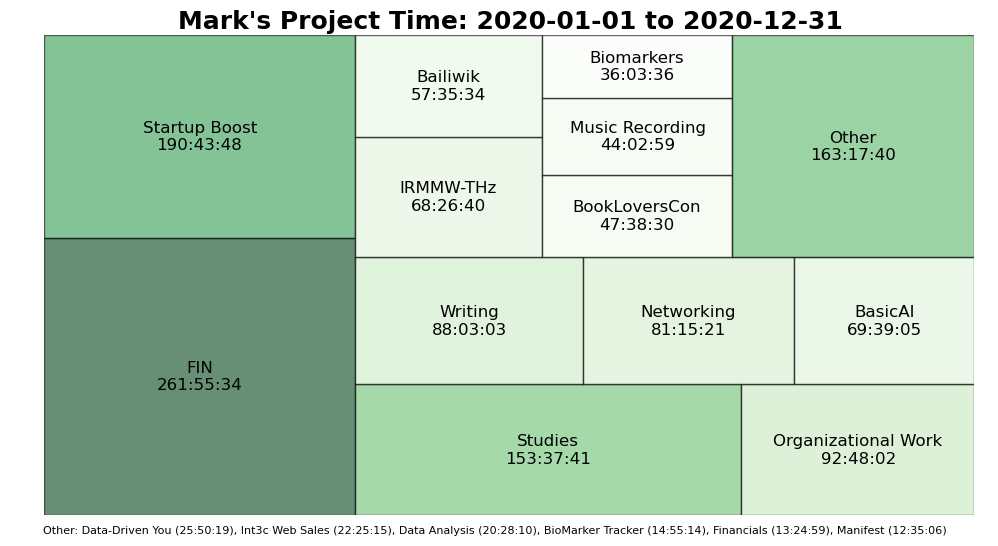 Mark's Project Time: 2020-01-01 to 2020-12-31
Startup Boost
190:43:48
Bailiwik
57:35:34
Biomarkers
36:03:36
Music Recording
44:02:59
Other
163:17:40
IRMMW-THz
68:26:40
BookLoversCon
47:38:30
FIN
261:55:34
Writing
88:03:03
Networking
81:15:21
BasicAI
69:39:05
Studies
153:37:41
Organizational Work
92:48:02
Other: Data-Driven You (25:50:19), Int3c Web Sales (22:25:15), Data Analysis (20:28:10), BioMarker Tracker (14:55:14), Financials (13:24:59), Manifest (12:35:06)